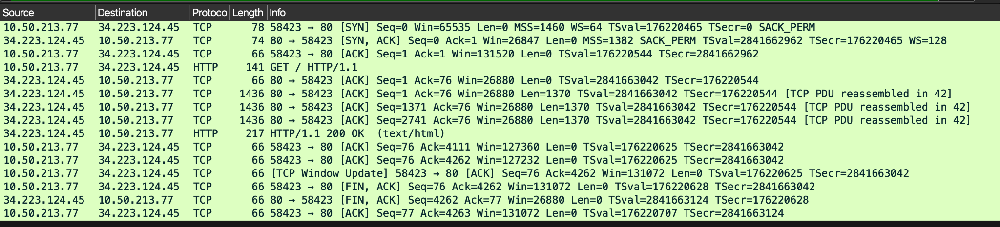 Source Destination Protocol Length Info
10.50.213.77 34.223.124.45 TCP 78 58423 → 80 [SYN] Seq=0 Win=65535 Len=0 MSS=1460 WS=64 TSval=176220465 TSecr=0 SACK_PERM
34.223.124.45 10.50.213.77 TCP 74 80 → 58423 [SYN, ACK] Seq=0 Ack=1 Win=26847 Len=0 MSS=1382 SACK_PERM TSval=2841662962 TSecr=176220465 WS=128
10.50.213.77 34.223.124.45 TCP 66 58423 → 80 [ACK] Seq=1 Ack=1 Win=131520 Len=0 TSval=176220544 TSecr=2841662962
10.50.213.77 34.223.124.45 HTTP 141 GET / HTTP/1.1
34.223.124.45 10.50.213.77 TCP 66 80 → 58423 [ACK] Seq=1 Ack=76 Win=26880 Len=0 TSval=2841663042 TSecr=176220544
34.223.124.45 10.50.213.77 TCP 1436 80 → 58423 [ACK] Seq=1 Ack=76 Win=26880 Len=1370 TSval=2841663042 TSecr=176220544 [TCP PDU reassembled in 42]
34.223.124.45 10.50.213.77 TCP 1436 80 → 58423 [ACK] Seq=1371 Ack=76 Win=26880 Len=1370 TSval=2841663042 TSecr=176220544 [TCP PDU reassembled in 42]
34.223.124.45 10.50.213.77 TCP 1436 80 → 58423 [ACK] Seq=2741 Ack=76 Win=26880 Len=1370 TSval=2841663042 TSecr=176220544 [TCP PDU reassembled in 42]
34.223.124.45 10.50.213.77 HTTP 217 HTTP/1.1 200 OK (text/html)
10.50.213.77 34.223.124.45 TCP 66 58423 → 80 [ACK] Seq=76 Ack=4111 Win=127360 Len=0 TSval=176220625 TSecr=2841663042
10.50.213.77 34.223.124.45 TCP 66 58423 → 80 [ACK] Seq=76 Ack=4262 Win=127232 Len=0 TSval=176220625 TSecr=2841663042
10.50.213.77 34.223.124.45 TCP 66 [TCP Window Update] 58423 → 80 [ACK] Seq=76 Ack=4262 Win=131072 Len=0 TSval=176220625 TSecr=2841663042
10.50.213.77 34.223.124.45 TCP 66 58423 → 80 [FIN, ACK] Seq=76 Ack=4262 Win=131072 Len=0 TSval=176220628 TSecr=2841663042
34.223.124.45 10.50.213.77 TCP 66 80 → 58423 [FIN, ACK] Seq=4262 Ack=77 Win=26880 Len=0 TSval=2841663124 TSecr=176220628
10.50.213.77 34.223.124.45 TCP 66 58423 → 80 [ACK] Seq=77 Ack=4263 Win=131072 Len=0 TSval=176220707 TSecr=2841663124